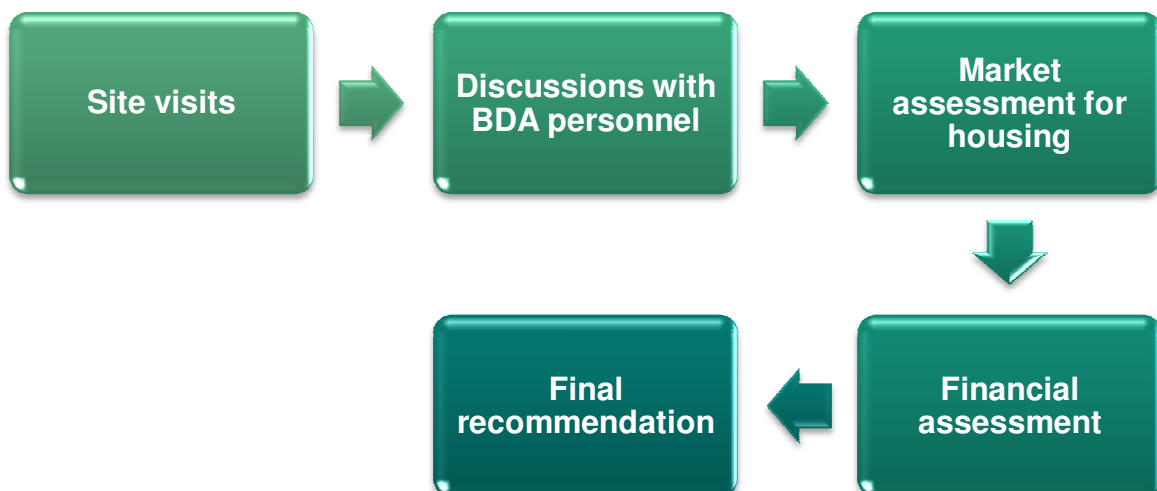 Site visits
Discussions with
BDA personnel
Market
assessment for
housing
Financial
assessment
Final
recommendation